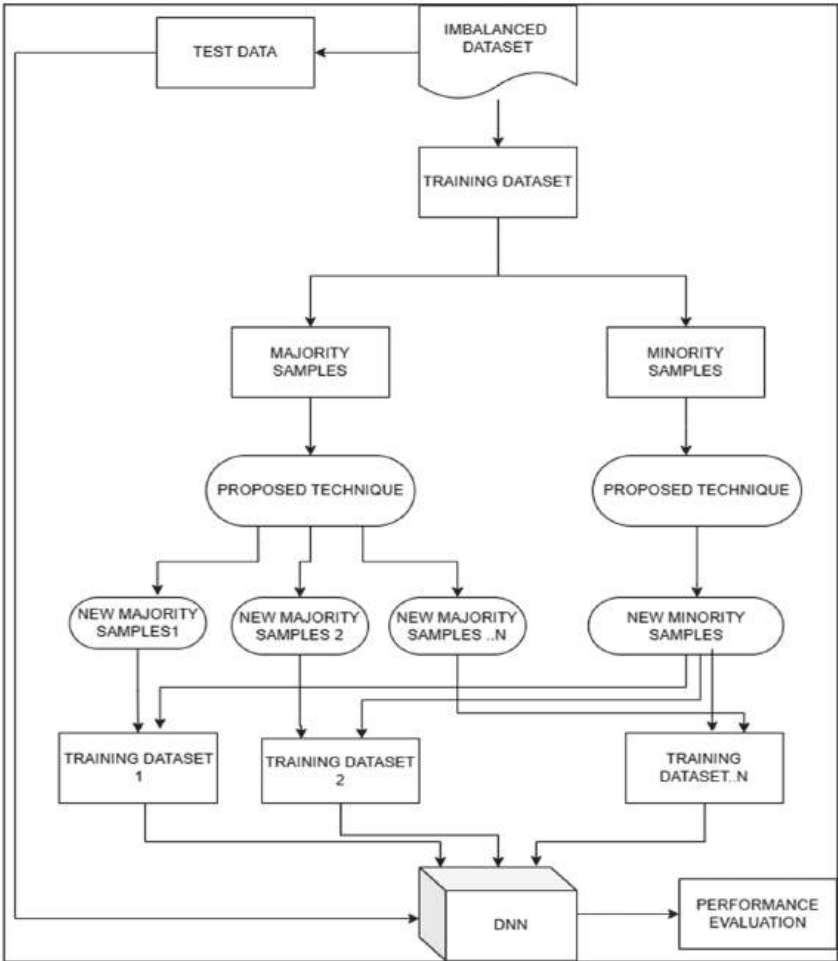 TEST DATA
IMBALANCED
DATASET
TRAINING DATASET
MAJORITY
SAMPLES
MINORITY
SAMPLES
PROPOSED TECHNIQUE
PROPOSED TECHNIQUE
NEW MAJORITY
SAMPLES1
NEW MAJORITY
SAMPLES 2
NEW MAJORITY
SAMPLES ..N
NEW MINORITY
SAMPLES
TRAINING DATASET
1
TRAINING DATASET
2
TRAINING
DATASET..N
DNN
PERFORMANCE
EVALUATION